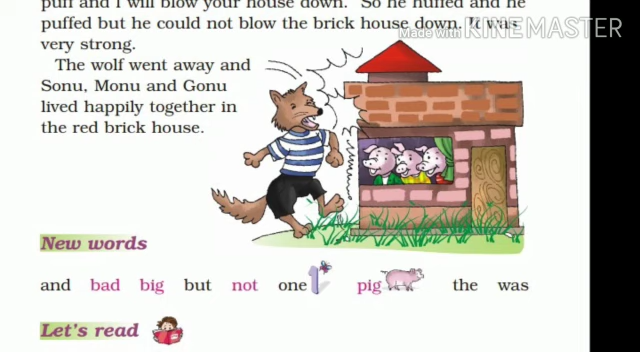 puff and I will blow your house down." So he huffed and he
puffed but he could not blow the brick house down. It was
Made with KINEMASTER
very strong.
The wolf went away and
Sonu, Monu and Gonu
lived happily together in
the red brick house.
New words
and bad big but not one pig the was
Let's read